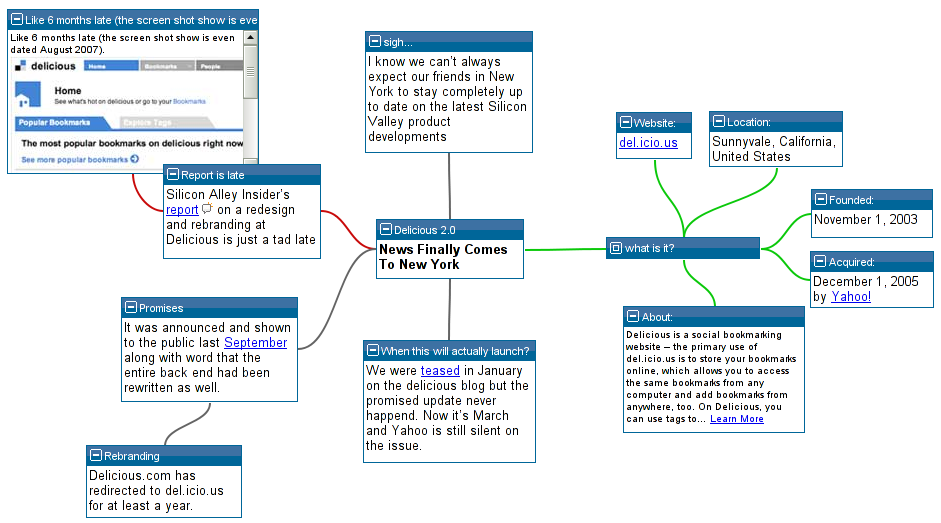 Like 6 months late (the screen shot show is eve
Like 6 months late (the screen shot show is even
dated August 2007).
delicious
Home
Bookmarks
People
Home
See what's hot on delicious or go to your Bookmarks
Popular Bookmarks
Explore Tags
The most popular bookmarks on delicious right now
See more popular bookmarks
Report is late
Silicon Alley Insider's
report on a redesign
and rebranding at
Delicious is just a tad late
Promises
It was announced and shown
to the public last September
along with word that the
entire back end had been
rewritten as well.
Rebranding
Delicious.com has
redirected to del.icio.us
for at least a year.
sigh...
I know we can't always
expect our friends in New
York to stay completely up
to date on the latest Silicon
Valley product
developments
Delicious 2.0
News Finally Comes
To New York
When this will actually launch?
We were teased in January
on the delicious blog but the
promised update never
happend. Now it's March
and Yahoo is still silent on
the issue.
what is it?
Website:
del.icio.us
Location:
Sunnyvale, California,
United States
Founded:
November 1, 2003
Acquired:
December 1, 2005
by Yahoo!
About:
Delicious is a social bookmarking
website – the primary use of
del.icio.us is to store your bookmarks
online, which allows you to access
the same bookmarks from any
computer and add bookmarks from
anywhere, too. On Delicious, you
can use tags to... Learn More